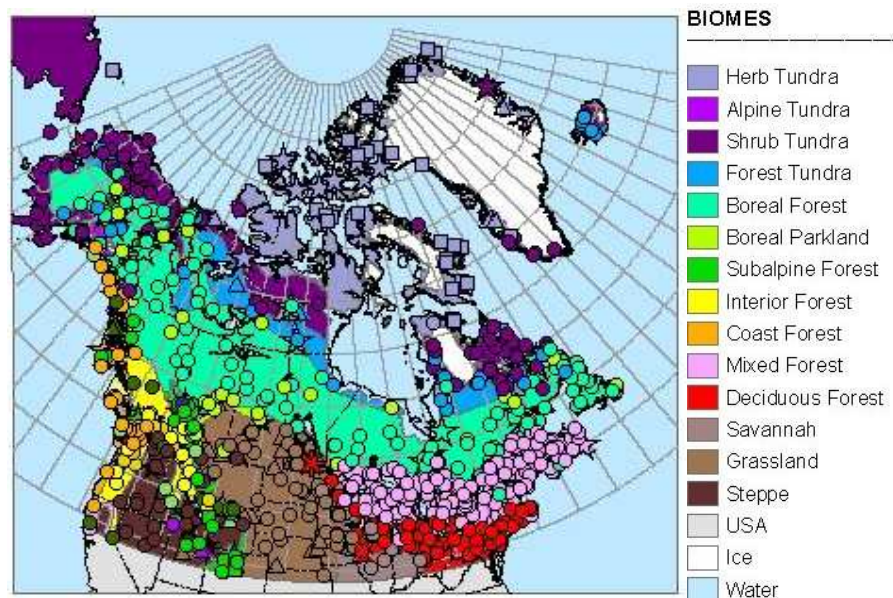 BIOMES
Herb Tundra
Alpine Tundra
Shrub Tundra
Forest Tundra
Boreal Forest
Boreal Parkland
Subalpine Forest
Interior Forest
Coast Forest
Mixed Forest
Deciduous Forest
Savannah
Grassland
Steppe
USA
Ice
Water